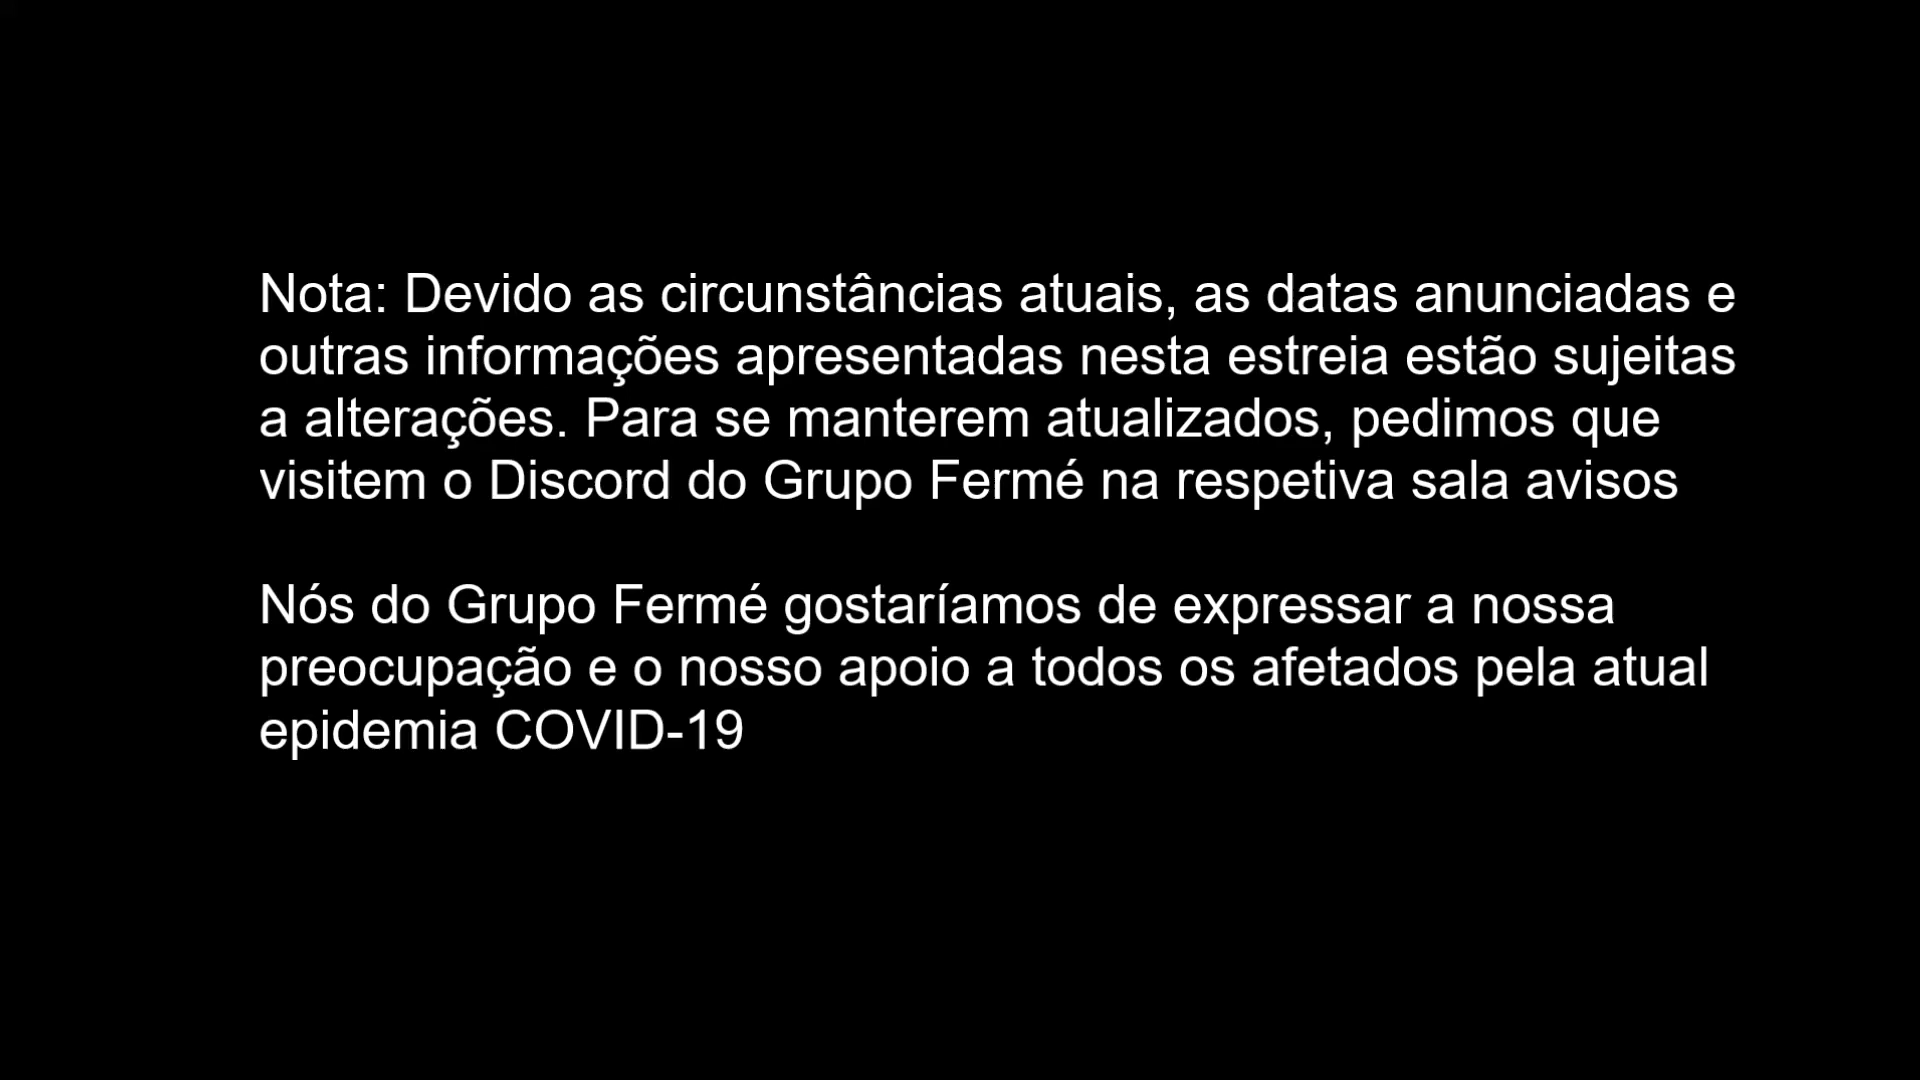 Nota: Devido as circunstâncias atuais, as datas anunciadas e
outras informações apresentadas nesta estreia estão sujeitas
a alterações. Para se manterem atualizados, pedimos que
visitem o Discord do Grupo Fermé na respetiva sala avisos
Nós do Grupo Fermé gostaríamos de expressar a nossa
preocupação e o nosso apoio a todos os afetados pela atual
epidemia COVID-19